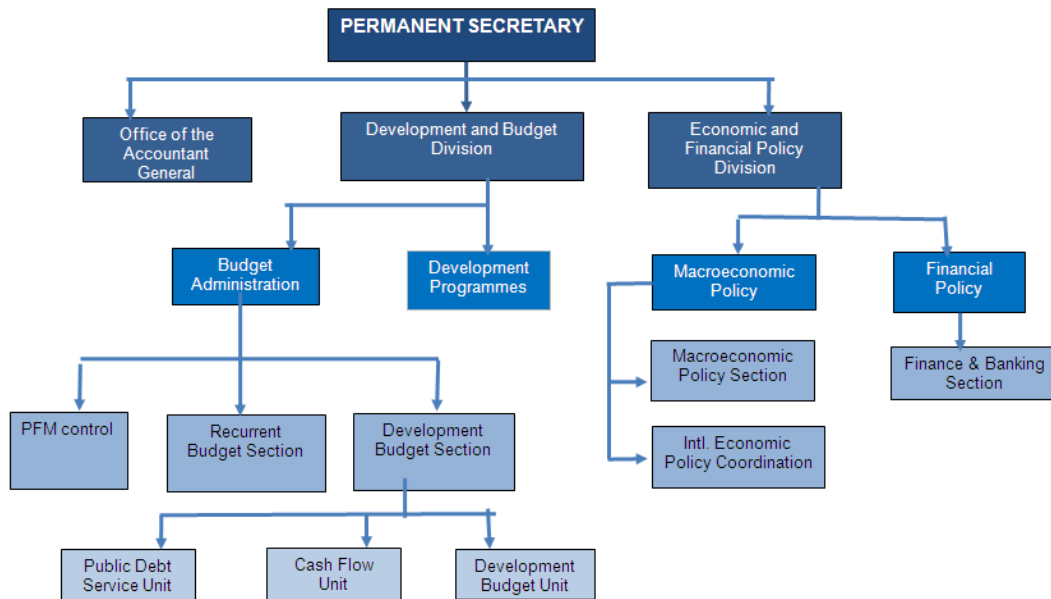 PERMANENT SECRETARY
Office of the
Accountant
General
Development and Budget
Division
Economic and
Financial Policy
Division
Budget
Administration
Development
Programmes
Macroeconomic
Policy
Financial
Policy
Macroeconomic
Policy Section
Finance & Banking
Section
PFM control
Recurrent
Budget Section
Development
Budget Section
Intl. Economic
Policy Coordination
Public Debt
Service Unit
Cash Flow
Unit
Development
Budget Unit